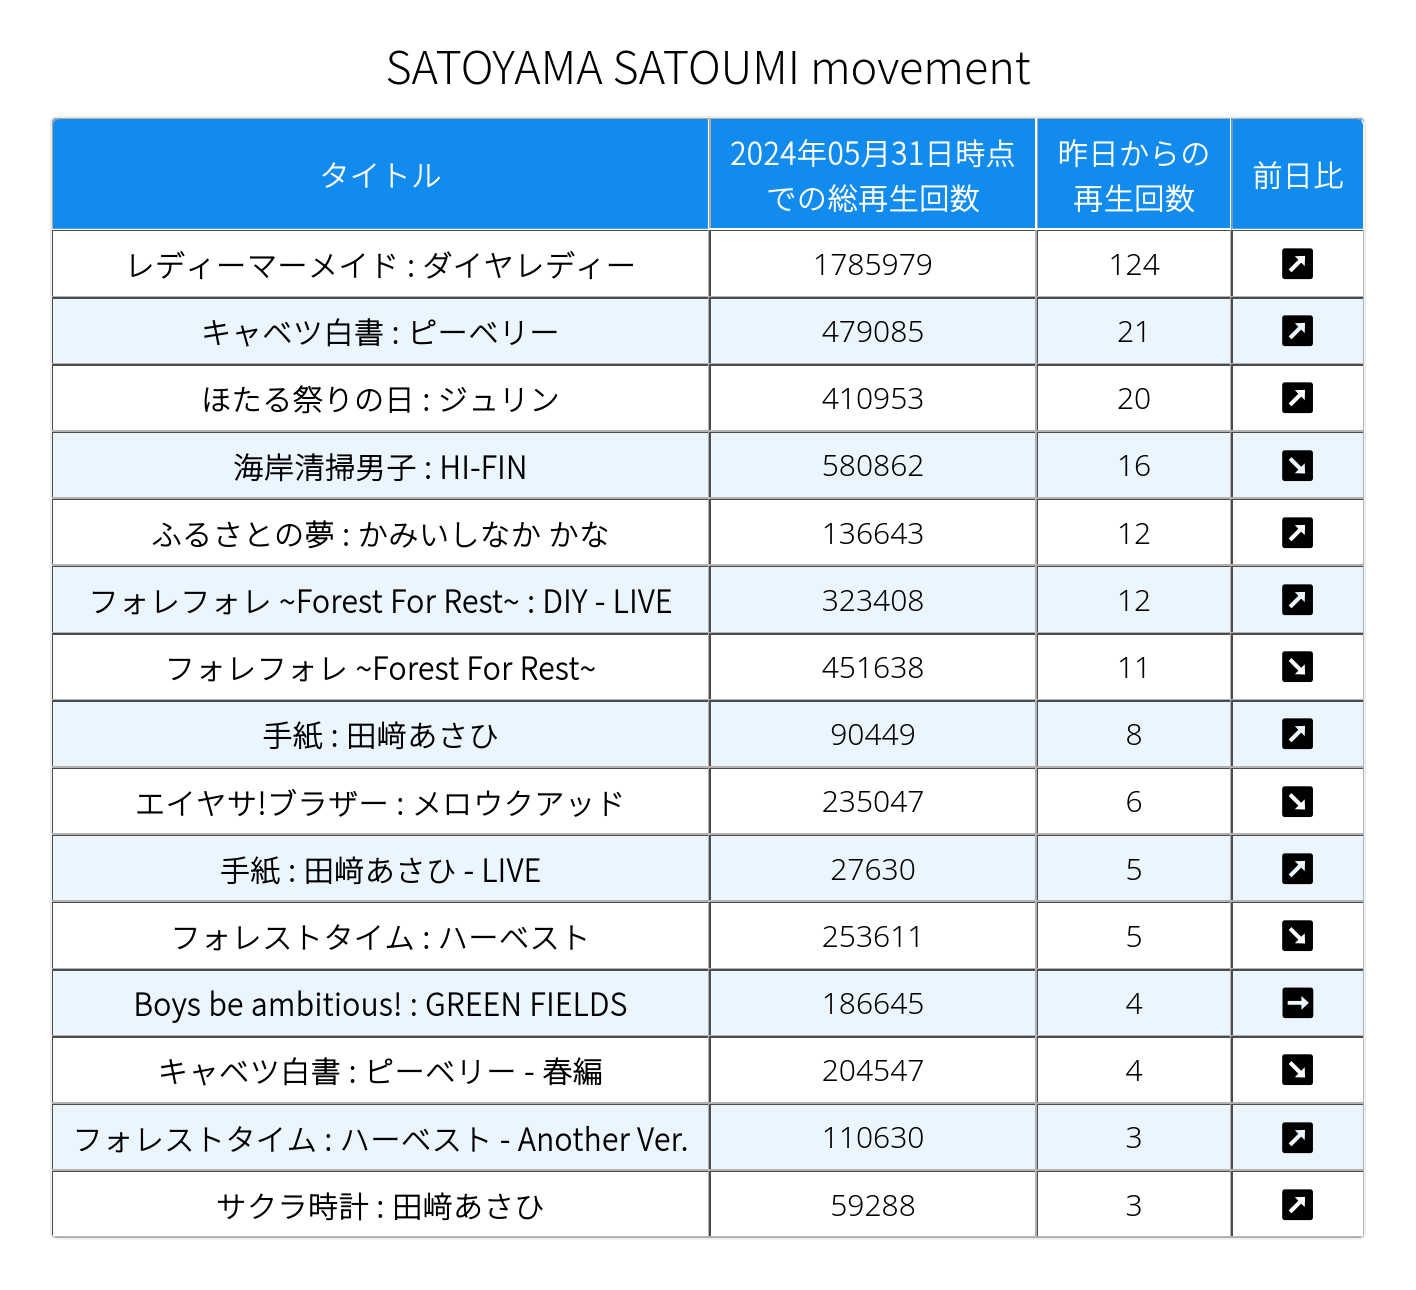 SATOYAMA SATOUMI movement
タイトル
2024年05月31日時点
での総再生回数
昨日からの
再生回数
前日比
レディーマーメイド : ダイヤレディー 1785979 124 ↗
キャベツ白書 : ピーベリー 479085 21 ↗
ほたる祭りの日 : ジュリン 410953 20 ↗
海岸清掃男子 : HI-FIN 580862 16 ↘
ふるさとの夢 : かみいしなか かな 136643 12 ↗
フォレフォレ ~Forest For Rest~ : DIY - LIVE 323408 12 ↗
フォレフォレ ~Forest For Rest~ 451638 11 ↘
手紙 : 田﨑あさひ 90449 8 ↗
エイヤサ!ブラザー : メロウクアッド 235047 6 ↘
手紙 : 田﨑あさひ - LIVE 27630 5 ↗
フォレストタイム : ハーベスト 253611 5 ↘
Boys be ambitious! : GREEN FIELDS 186645 4 →
キャベツ白書 : ピーベリー - 春編 204547 4 ↘
フォレストタイム : ハーベスト - Another Ver. 110630 3 ↗
サクラ時計 : 田﨑あさひ 59288 3 ↗